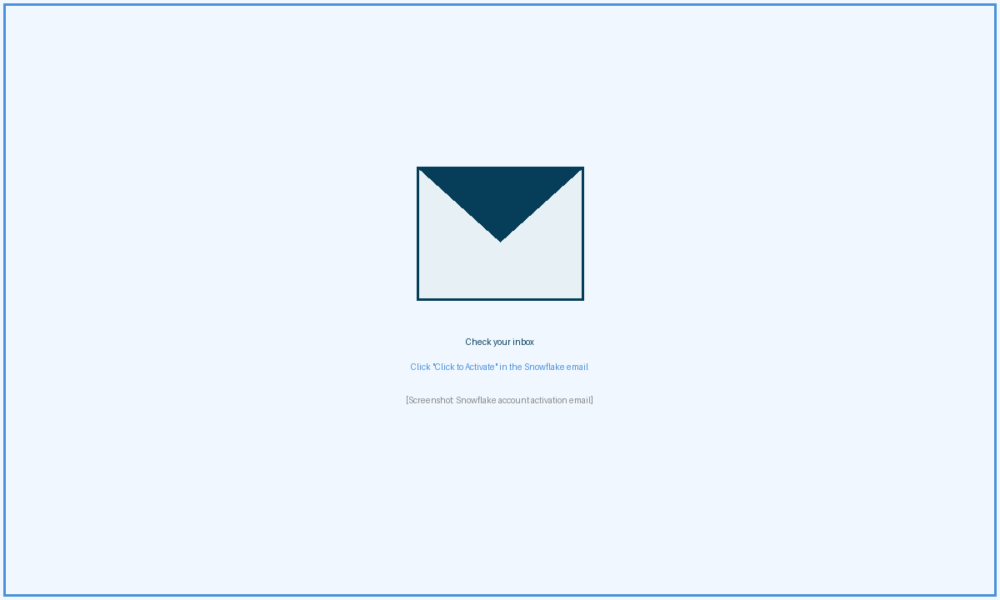 Check your inbox
Click "Click to Activate" in the Snowflake email
[Screenshot: Snowflake account activation email]